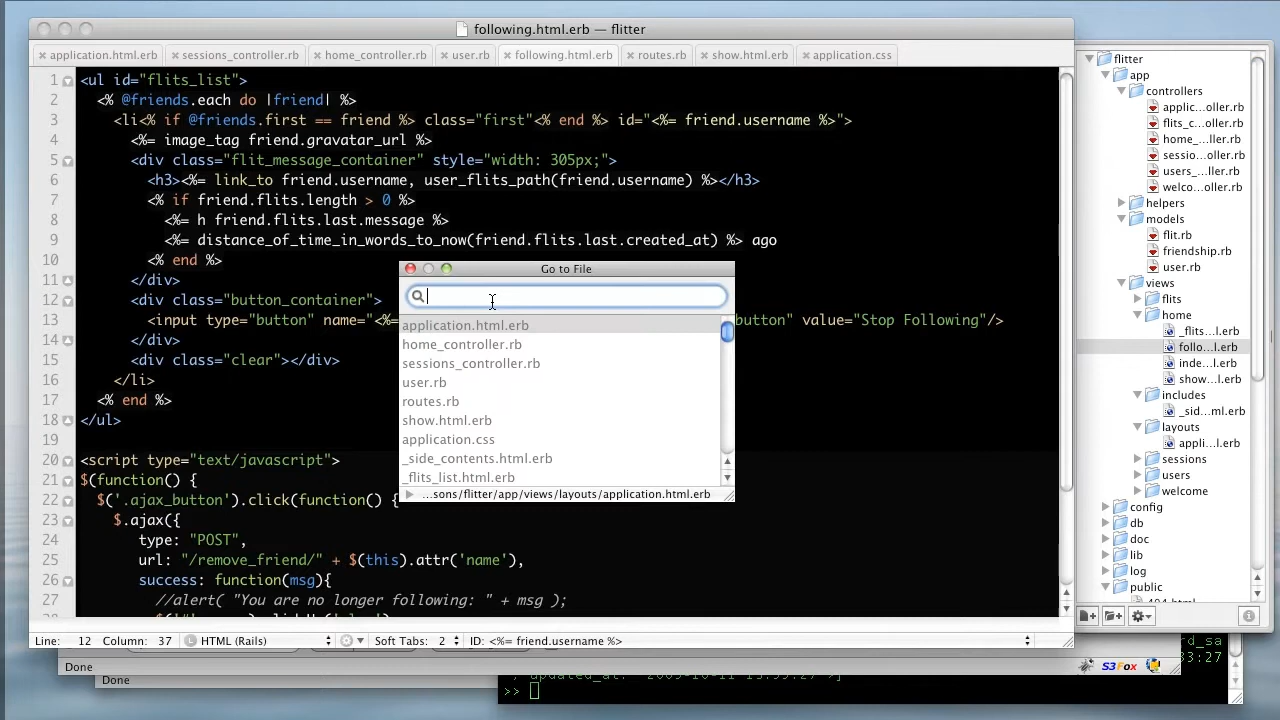 following.html.erb — flitter
application.html.erb sessions_controller.rb home_controller.rb user.rb following.html.erb routes.rb show.html.erb application.css
1 <ul id="flits_list">
2 <% @friends.each do |friend| %>
3 <li<% if @friends.first == friend %> class="first"<% end %> id="<%= friend.username %>">
4 <%= image_tag friend.gravatar_url %>
5 <div class="flit_message_container" style="width: 305px;">
6 <h3><%= link_to friend.username, user_flits_path(friend.username) %></h3>
7 <% if friend.flits.length > 0 %>
8 <%= h friend.flits.last.message %>
9 <%= distance_of_time_in_words_to_now(friend.flits.last.created_at) %> ago
10 <% end %>
11 </div>
12 <div class="button_container">
13 <input type="button" name="<%= button" value="Stop Following"/>
14 </div>
15 <div class="clear"></div>
16 </li>
17 <% end %>
18 </ul>
19
20 <script type="text/javascript">
21 $(function() {
22 $('.ajax_button').click(function() {
23 $.ajax({
24 type: "POST",
25 url: "/remove_friend/" + $(this).attr('name'),
26 success: function(msg){
27 //alert( "You are no longer following: " + msg );
Go to File
application.html.erb
home_controller.rb
sessions_controller.rb
user.rb
routes.rb
show.html.erb
application.css
_side_contents.html.erb
_flits_list.html.erb
...sons/flitter/app/views/layouts/application.html.erb
Line: 12 Column: 37 HTML (Rails) Soft Tabs: 2 ID: <%= friend.username %>
flitter
app
controllers
applic...oller.rb
flits_c...oller.rb
home_...ller.rb
sessio...oller.rb
users_...ller.rb
welco...oller.rb
helpers
models
flit.rb
friendship.rb
user.rb
views
flits
home
_flits...l.erb
follo...l.erb
inde...l.erb
show...l.erb
includes
_sid...ml.erb
layouts
appli...l.erb
sessions
users
welcome
config
db
doc
lib
log
public
Done
S3Fox
Done
rd_sa
33:27
>>